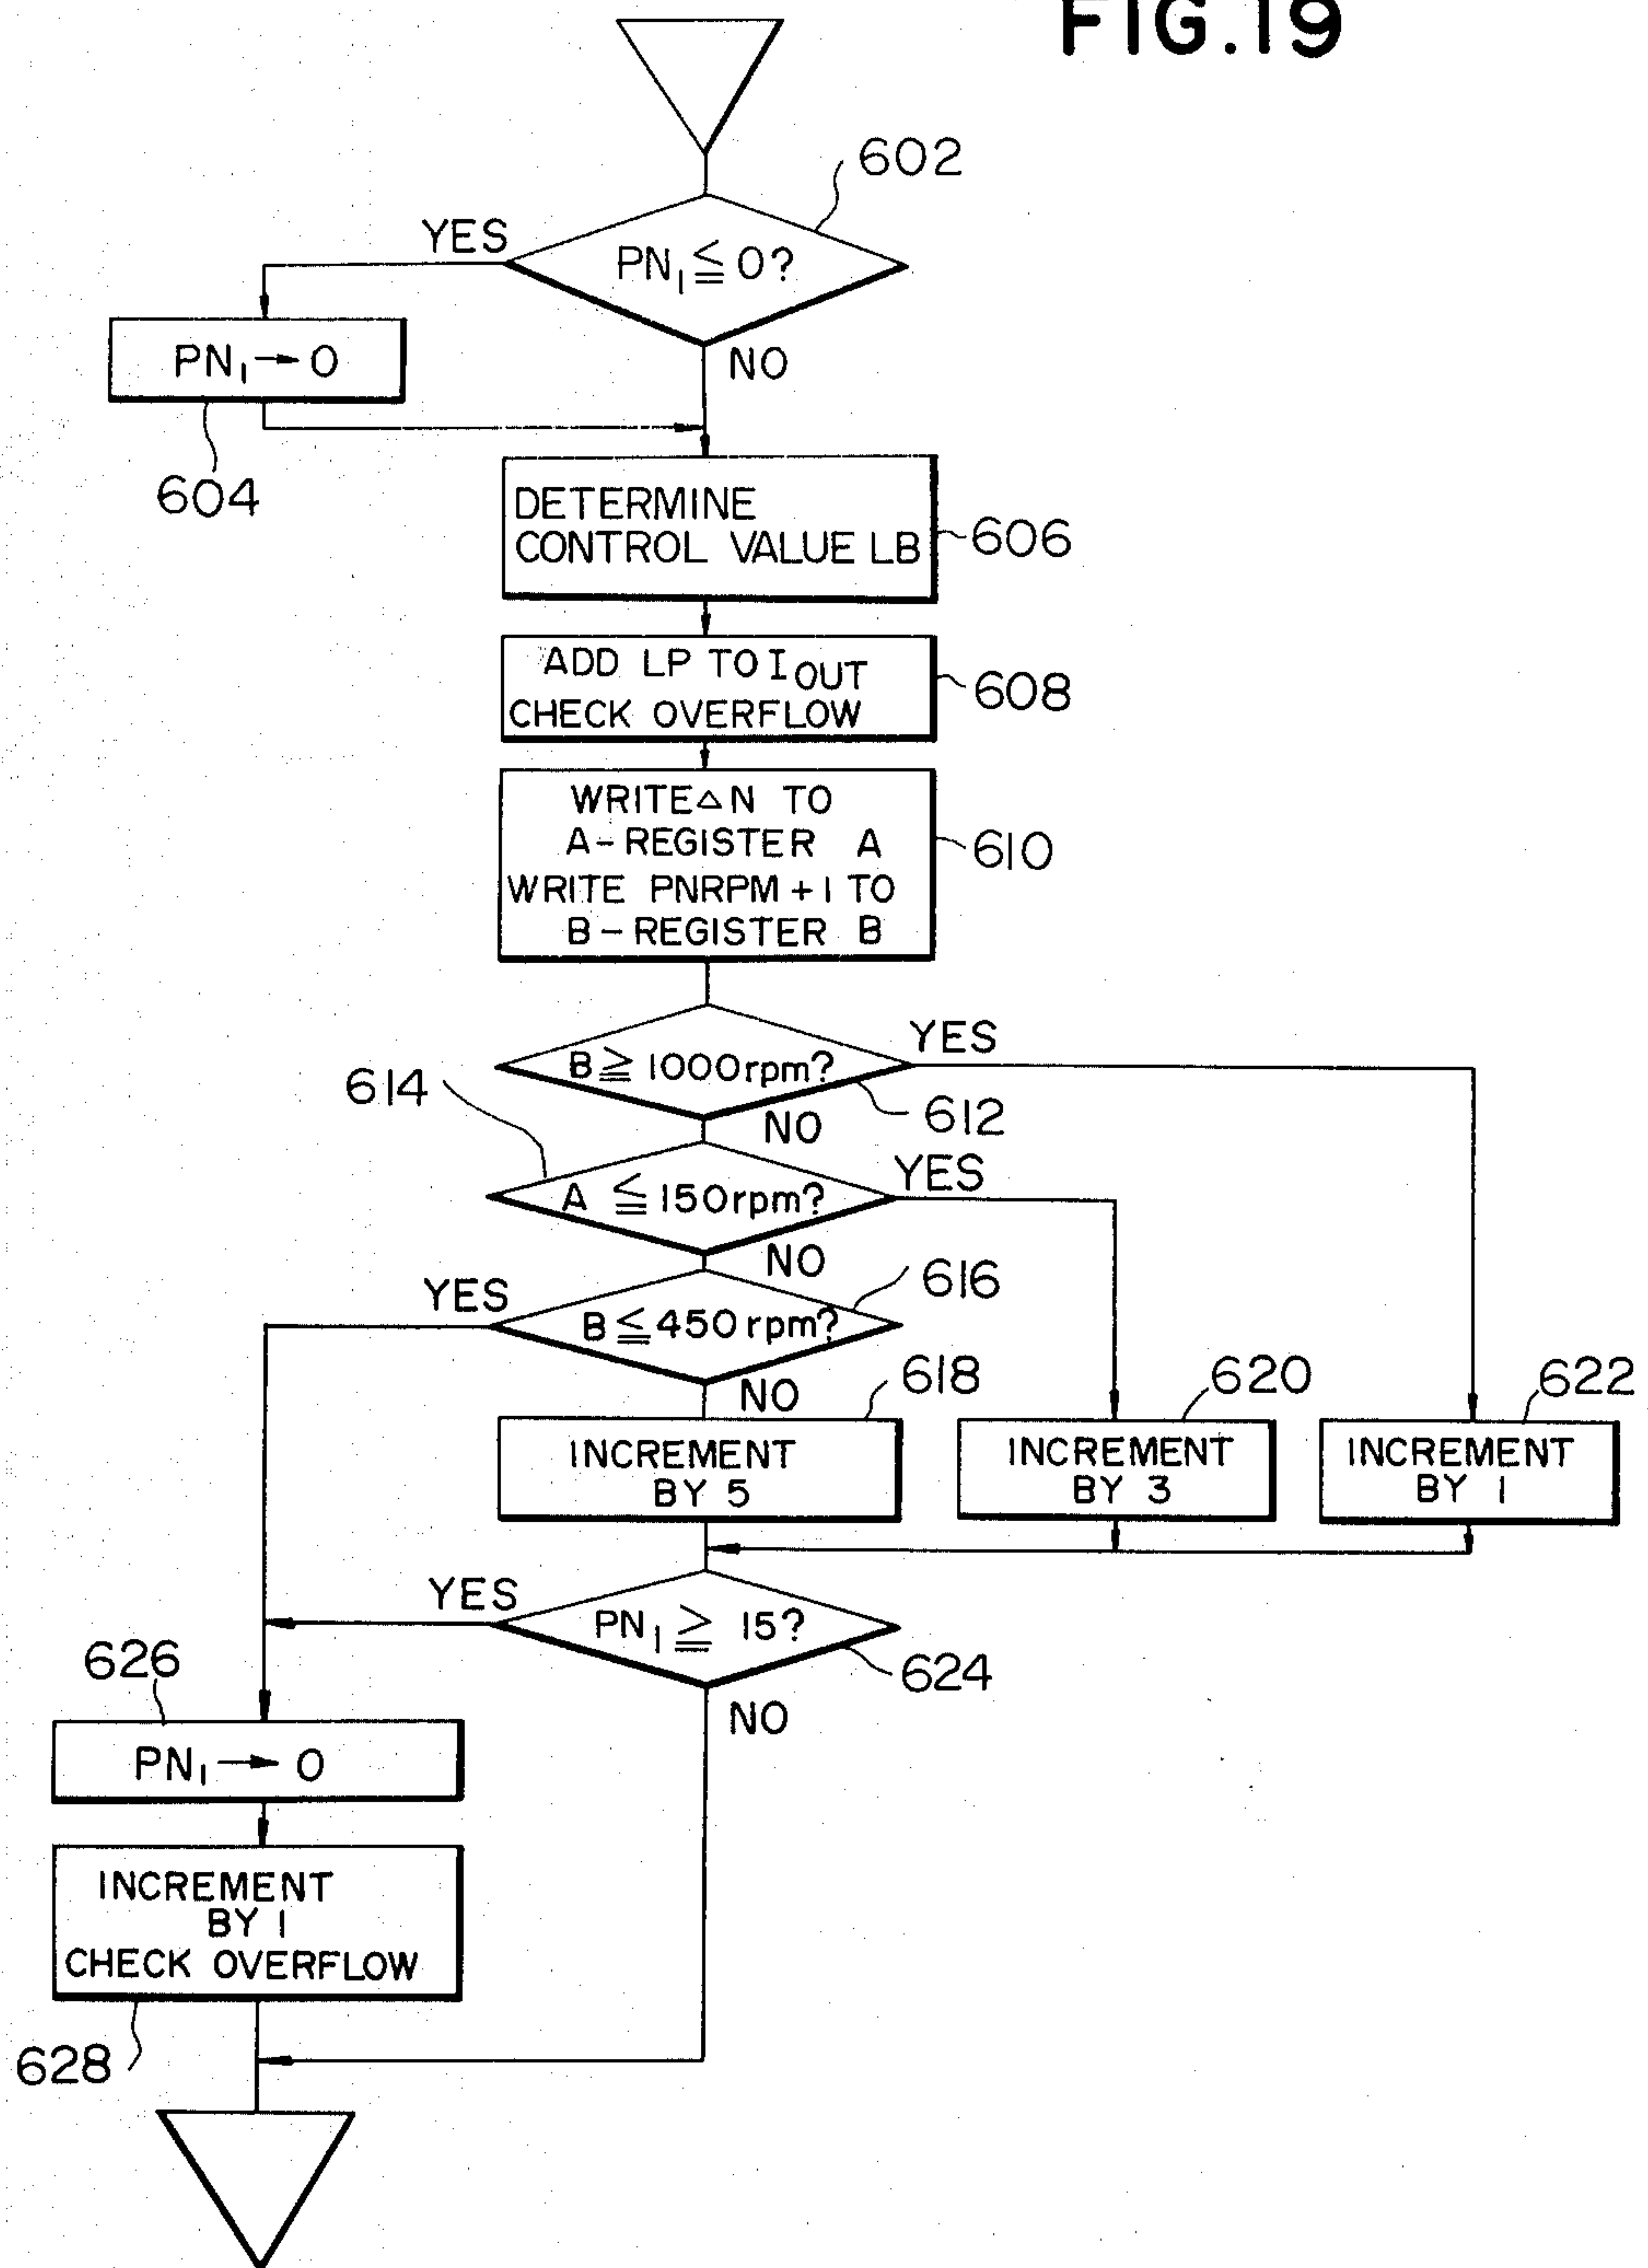 FIG.19
602
YES
PN₁ ≦ 0?
PN₁ → 0
NO
604
DETERMINE
CONTROL VALUE LB
606
ADD LP TO I OUT
CHECK OVERFLOW
608
WRITE △N TO
A-REGISTER A
WRITE PNRPM + 1 TO
B-REGISTER B
610
B ≧ 1000rpm?
YES
614
612
NO
A ≦ 150rpm?
YES
NO
616
YES
B ≦ 450 rpm?
618
620
622
NO
INCREMENT
BY 5
INCREMENT
BY 3
INCREMENT
BY 1
YES
PN₁ ≧ 15?
626
624
NO
PN₁ → 0
INCREMENT
BY 1
CHECK OVERFLOW
628